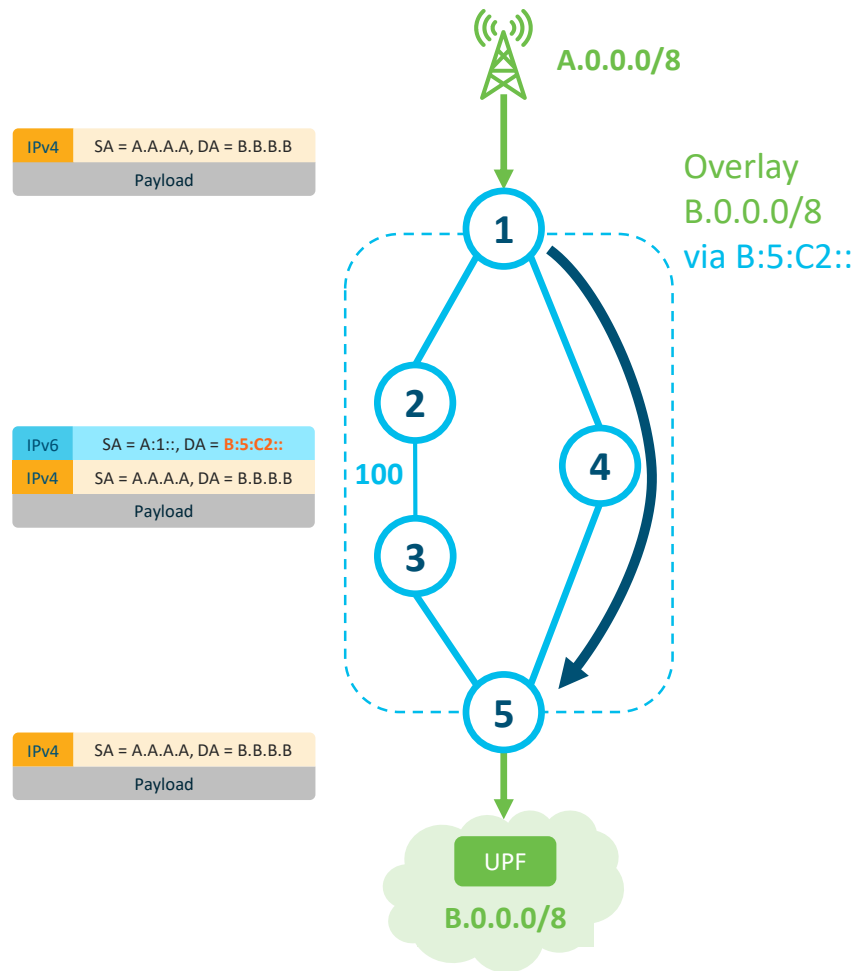 A.0.0.0/8
IPv4 SA = A.A.A.A, DA = B.B.B.B
Payload
Overlay
B.0.0.0/8
via B:5:C2::
1
2
IPv6 SA = A:1::, DA = B:5:C2::
IPv4 SA = A.A.A.A, DA = B.B.B.B
Payload
100
4
3
5
IPv4 SA = A.A.A.A, DA = B.B.B.B
Payload
UPF
B.0.0.0/8